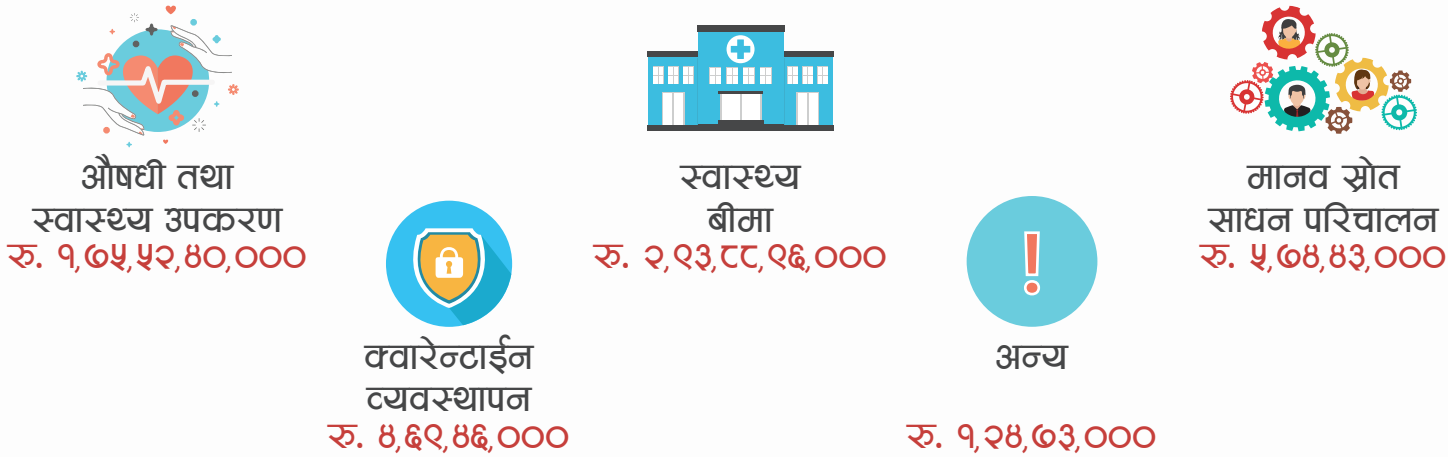 औषधी तथा
स्वास्थ्य उपकरण
रु. १,७५,५२,४०,०००
क्वारेन्टाईन
व्यवस्थापन
रु. ४,६९,४६,०००
स्वास्थ्य
बीमा
रु. २,९३,८८,९६,०००
अन्य
रु. १,२४,७३,०००
मानव स्रोत
साधन परिचालन
रु. ५,७४,४३,०००